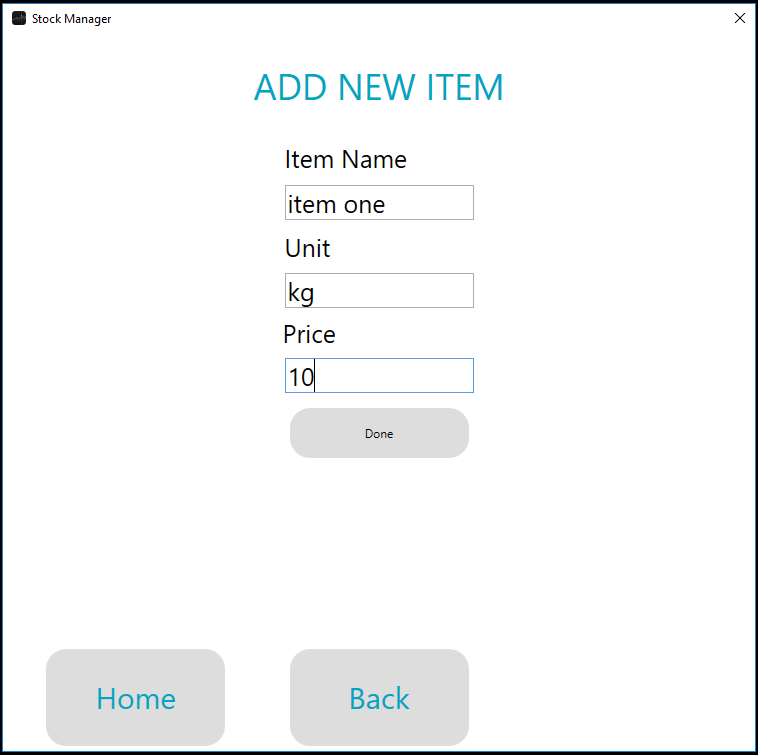 Stock Manager
ADD NEW ITEM
Item Name
item one
Unit
kg
Price
10
Done
Home
Back